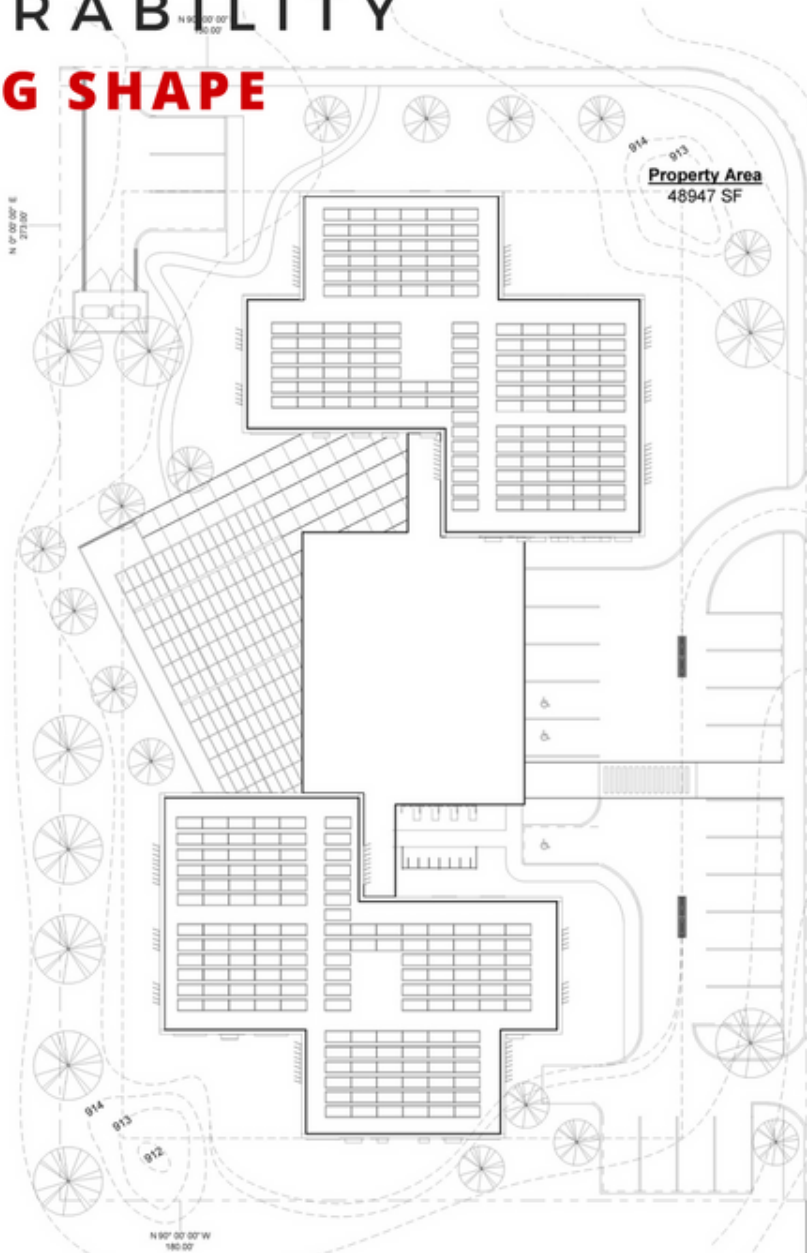 RABILITY
N 90° 00' 00"
180.00'
G SHAPE
914
913
Property Area
48947 SF
N 0° 00' 00" E
273.00'
914
913
912
N 90° 00' 00" W
180.00'